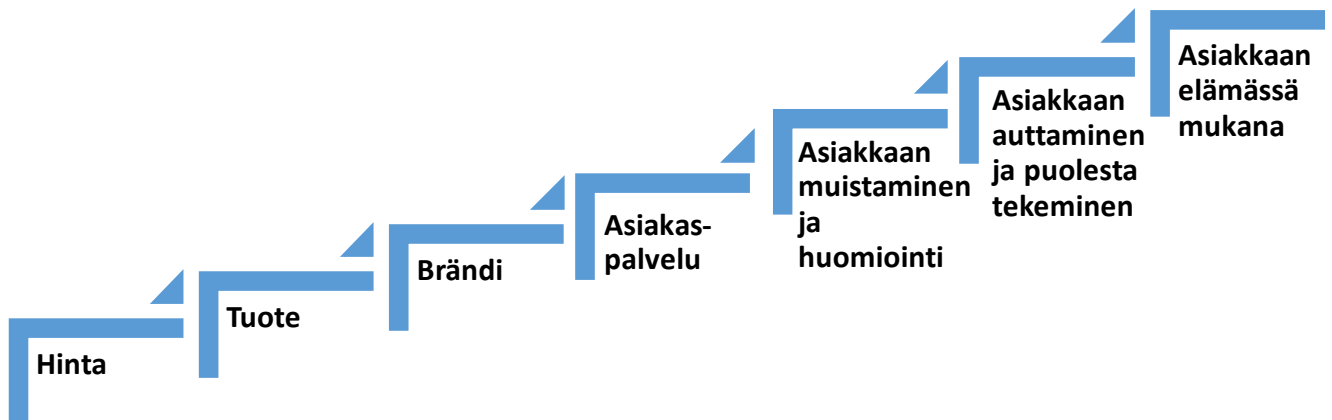 Hinta
Tuote
Brändi
Asiakas-
palvelu
Asiakkaan
muistaminen
ja
huomiointi
Asiakkaan
auttaminen
ja puolesta
tekeminen
Asiakkaan
elämässä
mukana